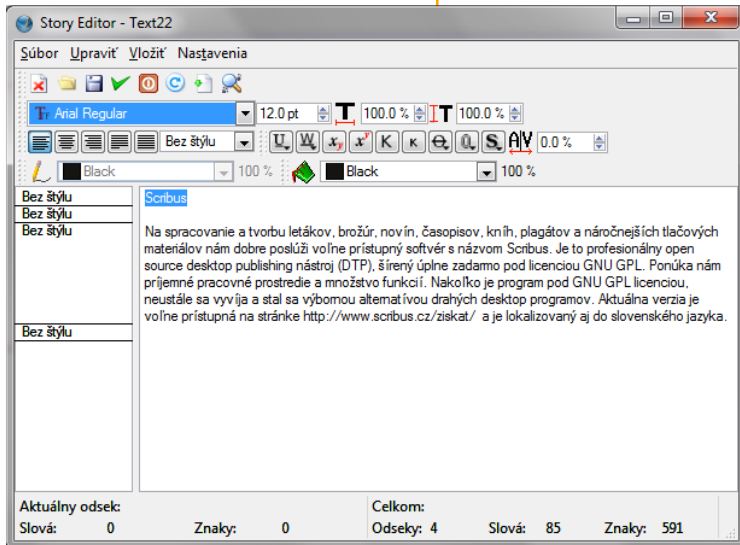 Story Editor - Text22
Súbor Upraviť Vložiť Nastavenia
Arial Regular 12.0 pt 100.0 % 100.0 %
Bez štýlu 0.0 %
Black 100 % Black 100 %
Bez štýlu Scribus
Bez štýlu
Bez štýlu Na spracovanie a tvorbu letákov, brožúr, novín, časopisov, kníh, plagátov a náročnejších tlačových
materiálov nám dobre poslúži voľne prístupný softvér s názvom Scribus. Je to profesionálny open
source desktop publishing nástroj (DTP), šírený úplne zadarmo pod licenciou GNU GPL. Ponúka nám
príjemné pracovné prostredie a množstvo funkcií. Nakoľko je program pod GNU GPL licenciou,
neustále sa vyvíja a stal sa výbornou alternatívou drahých desktop programov. Aktuálna verzia je
voľne prístupná na stránke http://www.scribus.cz/ziskat/ a je lokalizovaný aj do slovenského jazyka.
Bez štýlu
Aktuálny odsek: Celkom:
Slová: 0 Znaky: 0 Odseky: 4 Slová: 85 Znaky: 591